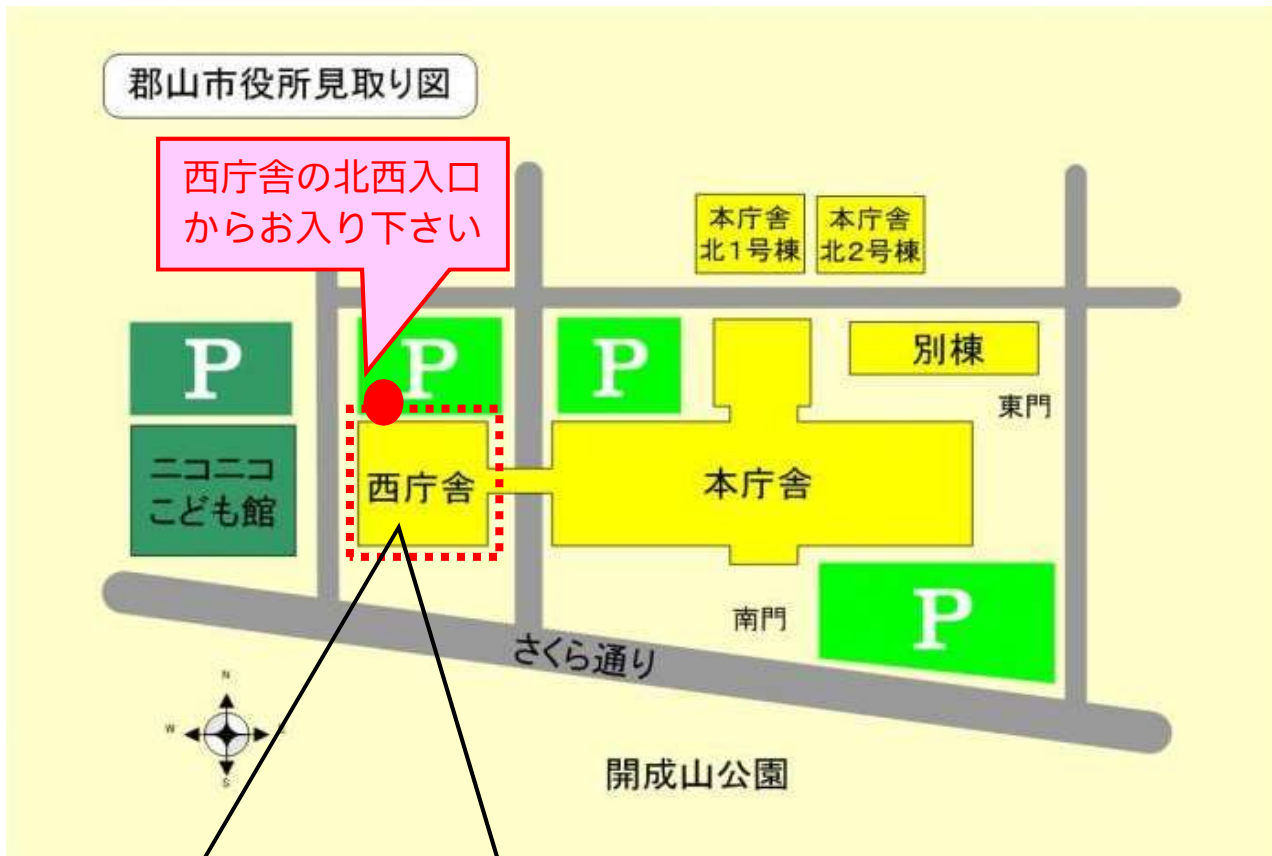 郡山市役所見取り図
西庁舎の北西入口
からお入り下さい
本庁舎
北1号棟
本庁舎
北2号棟
P
P
P
別棟
東門
ニコニコ
こども館
西庁舎
本庁舎
南門
P
さくら通り
N
W
E
S
開成山公園